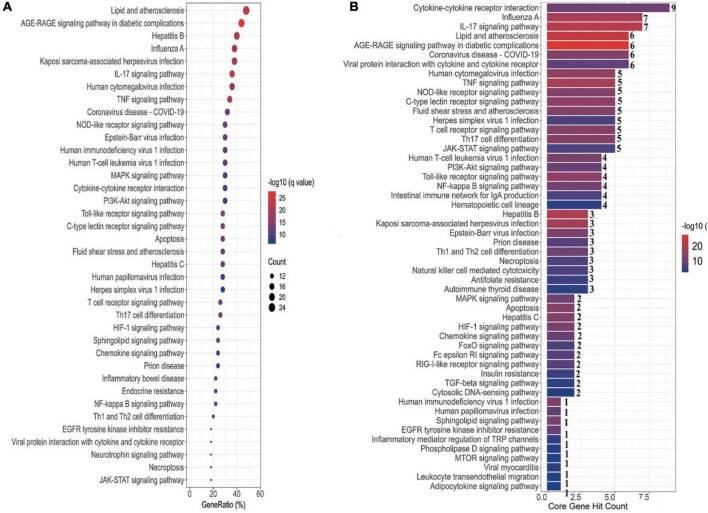 A
Lipid and atherosclerosis
AGE-RAGE signaling pathway in diabetic complications
Hepatitis B
Influenza A
Kaposi sarcoma-associated herpesvirus infection
IL-17 signaling pathway
Human cytomegalovirus infection
TNF signaling pathway
Coronavirus disease - COVID-19
NOD-like receptor signaling pathway
Epstein-Barr virus infection
Human immunodeficiency virus 1 infection
Human T-cell leukemia virus 1 infection
MAPK signaling pathway
Cytokine-cytokine receptor interaction
PI3K-Akt signaling pathway
Toll-like receptor signaling pathway
C-type lectin receptor signaling pathway
Apoptosis
Fluid shear stress and atherosclerosis
Hepatitis C
Human papillomavirus infection
Herpes simplex virus 1 infection
T cell receptor signaling pathway
Th17 cell differentiation
HIF-1 signaling pathway
Sphingolipid signaling pathway
Chemokine signaling pathway
Prion disease
Inflammatory bowel disease
Endocrine resistance
NF-kappa B signaling pathway
Th1 and Th2 cell differentiation
EGFR tyrosine kinase inhibitor resistance
Viral protein interaction with cytokine and cytokine receptor
Neurotrophin signaling pathway
Necroptosis
JAK-STAT signaling pathway
0 20 40 60
GeneRatio (%)
-log10 (q value)
25
20
15
10
Count
12
16
20
24
B
Cytokine-cytokine receptor interaction 9
Influenza A 7
IL-17 signaling pathway 7
Lipid and atherosclerosis 6
AGE-RAGE signaling pathway in diabetic complications 6
Coronavirus disease - COVID-19 6
Viral protein interaction with cytokine and cytokine receptor 6
Human cytomegalovirus infection 5
TNF signaling pathway 5
NOD-like receptor signaling pathway 5
C-type lectin receptor signaling pathway 5
Fluid shear stress and atherosclerosis 5
Herpes simplex virus 1 infection 5
T cell receptor signaling pathway 5
Th17 cell differentiation 5
JAK-STAT signaling pathway 5
Human T-cell leukemia virus 1 infection 4
PI3K-Akt signaling pathway 4
Toll-like receptor signaling pathway 4
NF-kappa B signaling pathway 4
Intestinal immune network for IgA production 4
Hematopoietic cell lineage 4
Hepatitis B 3
Kaposi sarcoma-associated herpesvirus infection 3
Epstein-Barr virus infection 3
Prion disease 3
Th1 and Th2 cell differentiation 3
Necroptosis 3
Natural killer cell mediated cytotoxicity 3
Antifolate resistance 3
Autoimmune thyroid disease 3
MAPK signaling pathway 2
Apoptosis 2
Hepatitis C 2
HIF-1 signaling pathway 2
Chemokine signaling pathway 2
FoxO signaling pathway 2
Fc epsilon RI signaling pathway 2
RIG-I-like receptor signaling pathway 2
Insulin resistance 2
TGF-beta signaling pathway 2
Cytosolic DNA-sensing pathway 2
Human immunodeficiency virus 1 infection 1
Human papillomavirus infection 1
Sphingolipid signaling pathway 1
EGFR tyrosine kinase inhibitor resistance 1
Inflammatory mediator regulation of TRP channels 1
Phospholipase D signaling pathway 1
MTOR signaling pathway 1
Viral myocarditis 1
Leukocyte transendothelial migration 1
Adipocytokine signaling pathway 1
0.0 2.5 5.0 7.5 10.0
Core Gene Hit Count
-log10 (
20
10